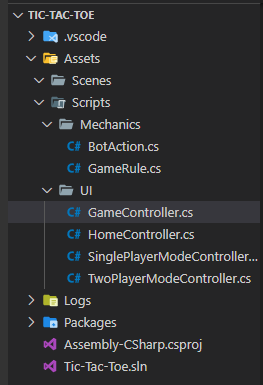 TIC-TAC-TOE
.vscode
Assets
Scenes
Scripts
Mechanics
C# BotAction.cs
C# GameRule.cs
UI
C# GameController.cs
C# HomeController.cs
C# SinglePlayerModeController...
C# TwoPlayerModeController.cs
Logs
Packages
Assembly-CSharp.csproj
Tic-Tac-Toe.sln